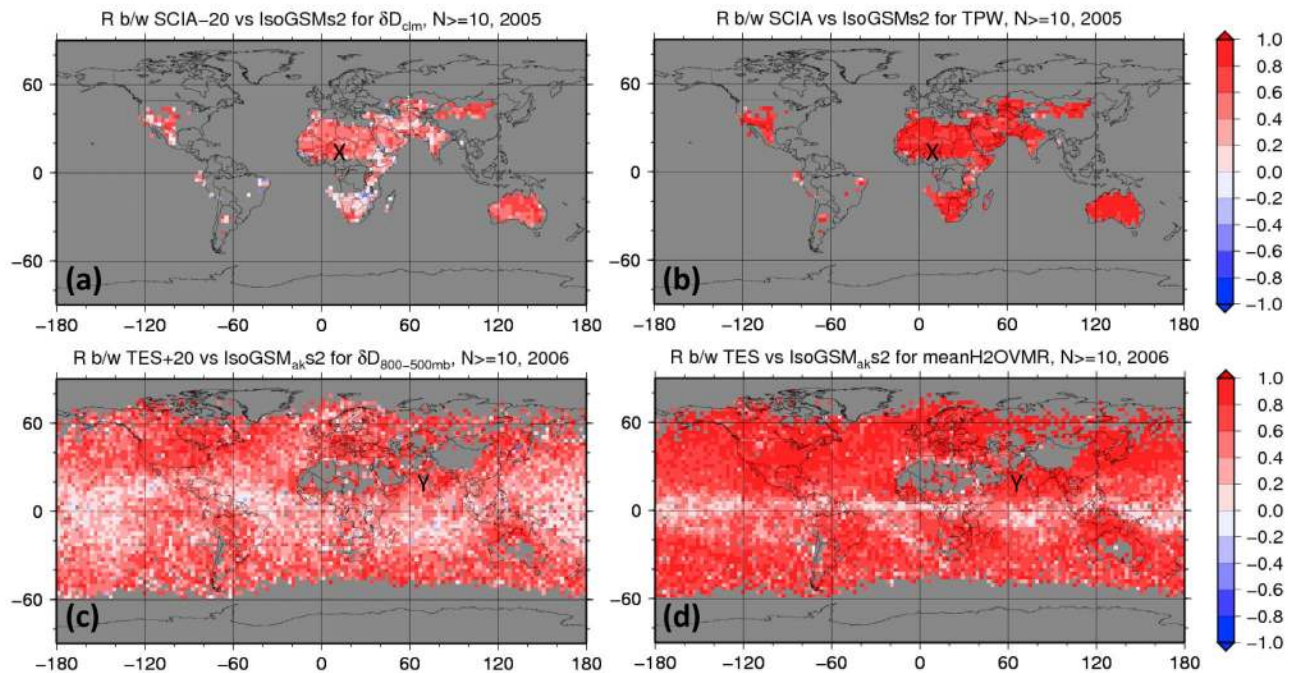 R b/w SCIA-20 vs IsoGSMs2 for δD_clm, N>=10, 2005
R b/w SCIA vs IsoGSMs2 for TPW, N>=10, 2005
60
0
-60
X
(a)
-180 -120 -60 0 60 120 180
60
0
-60
X
(b)
-180 -120 -60 0 60 120 180
1.0
0.8
0.6
0.4
0.2
0.0
-0.2
-0.4
-0.6
-0.8
-1.0
R b/w TES+20 vs IsoGSM_aks2 for δD_800-500mb, N>=10, 2006
R b/w TES vs IsoGSM_aks2 for meanH2OVMR, N>=10, 2006
60
0
-60
Y
(c)
-180 -120 -60 0 60 120 180
60
0
-60
Y
(d)
-180 -120 -60 0 60 120 180
1.0
0.8
0.6
0.4
0.2
0.0
-0.2
-0.4
-0.6
-0.8
-1.0